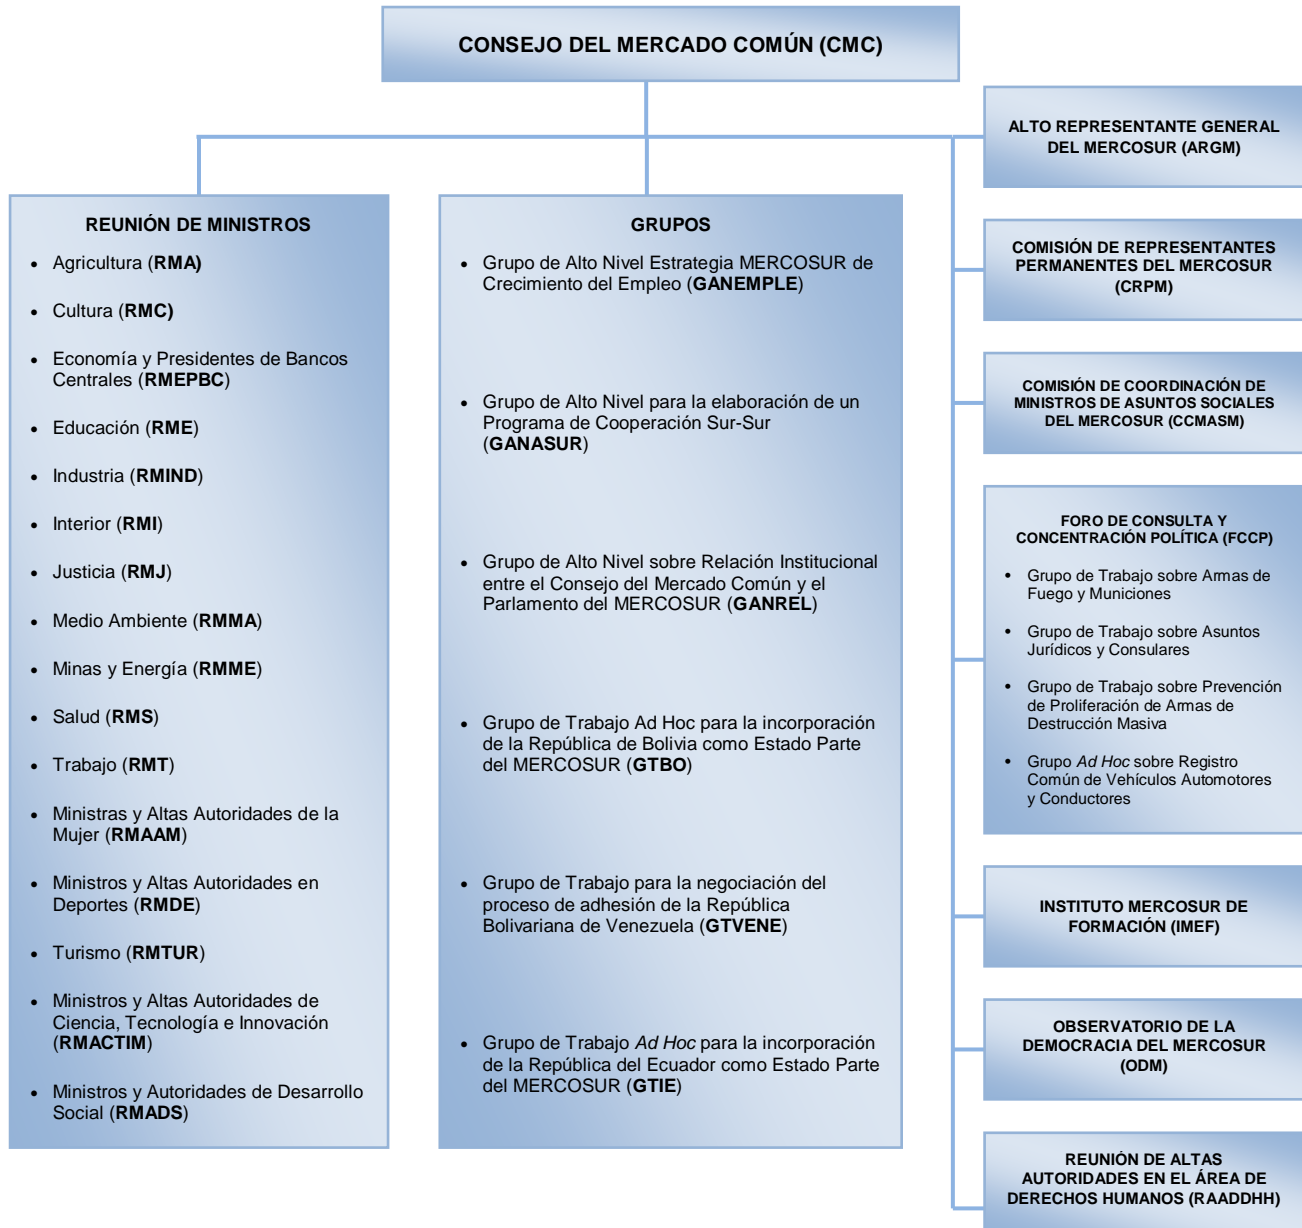 CONSEJO DEL MERCADO COMÚN (CMC)
REUNIÓN DE MINISTROS
• Agricultura (RMA)
• Cultura (RMC)
• Economía y Presidentes de Bancos
Centrales (RMEPBC)
• Educación (RME)
• Industria (RMIND)
• Interior (RMI)
• Justicia (RMJ)
• Medio Ambiente (RMMA)
• Minas y Energía (RMME)
• Salud (RMS)
• Trabajo (RMT)
• Ministras y Altas Autoridades de la
Mujer (RMAAM)
• Ministros y Altas Autoridades en
Deportes (RMDE)
• Turismo (RMTUR)
• Ministros y Altas Autoridades de
Ciencia, Tecnología e Innovación
(RMACTIM)
• Ministros y Autoridades de Desarrollo
Social (RMADS)
GRUPOS
• Grupo de Alto Nivel Estrategia MERCOSUR de
Crecimiento del Empleo (GANEMPLE)
• Grupo de Alto Nivel para la elaboración de un
Programa de Cooperación Sur-Sur
(GANASUR)
• Grupo de Alto Nivel sobre Relación Institucional
entre el Consejo del Mercado Común y el
Parlamento del MERCOSUR (GANREL)
• Grupo de Trabajo Ad Hoc para la incorporación
de la República de Bolivia como Estado Parte
del MERCOSUR (GTBO)
• Grupo de Trabajo para la negociación del
proceso de adhesión de la República
Bolivariana de Venezuela (GTVENE)
• Grupo de Trabajo Ad Hoc para la incorporación
de la República del Ecuador como Estado Parte
del MERCOSUR (GTIE)
ALTO REPRESENTANTE GENERAL
DEL MERCOSUR (ARGM)
COMISIÓN DE REPRESENTANTES
PERMANENTES DEL MERCOSUR
(CRPM)
COMISIÓN DE COORDINACIÓN DE
MINISTROS DE ASUNTOS SOCIALES
DEL MERCOSUR (CCMASM)
FORO DE CONSULTA Y
CONCENTRACIÓN POLÍTICA (FCCP)
• Grupo de Trabajo sobre Armas de
Fuego y Municiones
• Grupo de Trabajo sobre Asuntos
Jurídicos y Consulares
• Grupo de Trabajo sobre Prevención
de Proliferación de Armas de
Destrucción Masiva
• Grupo Ad Hoc sobre Registro
Común de Vehículos Automotores
y Conductores
INSTITUTO MERCOSUR DE
FORMACIÓN (IMEF)
OBSERVATORIO DE LA
DEMOCRACIA DEL MERCOSUR
(ODM)
REUNIÓN DE ALTAS
AUTORIDADES EN EL ÁREA DE
DERECHOS HUMANOS (RAADDHH)